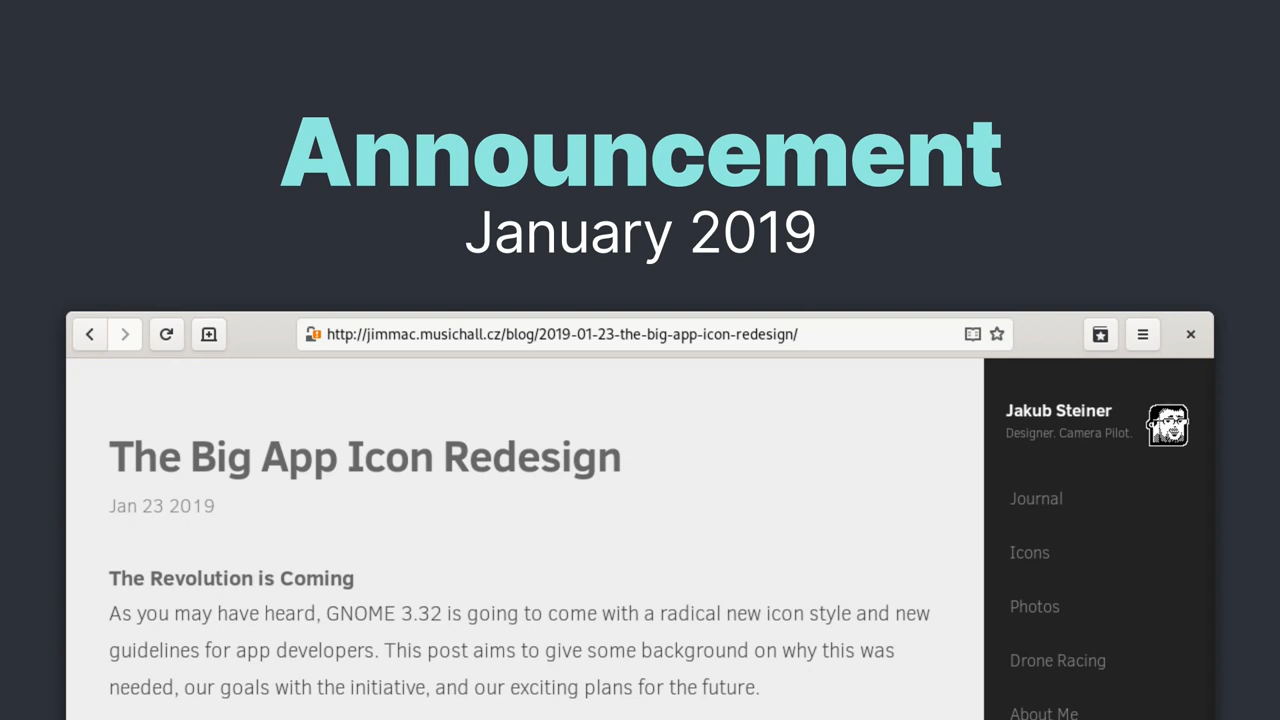 Announcement
January 2019
http://jimmac.musichall.cz/blog/2019-01-23-the-big-app-icon-redesign/
The Big App Icon Redesign
Jan 23 2019
The Revolution is Coming
As you may have heard, GNOME 3.32 is going to come with a radical new icon style and new
guidelines for app developers. This post aims to give some background on why this was
needed, our goals with the initiative, and our exciting plans for the future.
Jakub Steiner
Designer. Camera Pilot.
Journal
Icons
Photos
Drone Racing
About Me